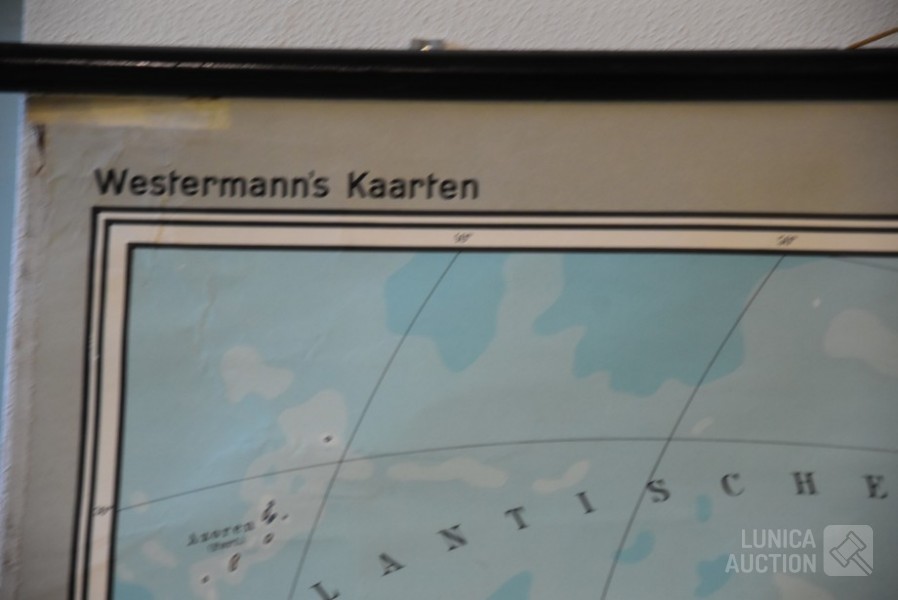 Westermann's Kaarten
LANTISCHE
Azoren
LUNICA
AUCTION